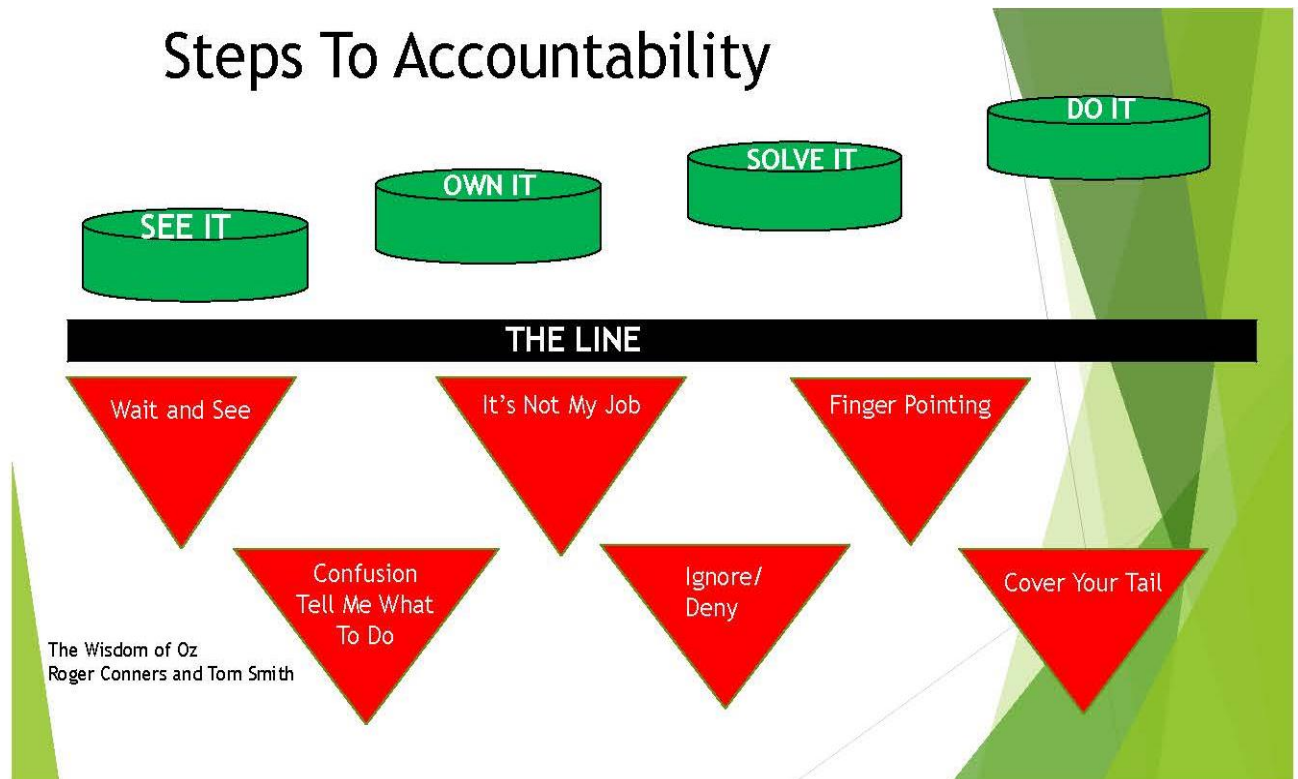 Steps To Accountability
SEE IT
OWN IT
SOLVE IT
DO IT
THE LINE
Wait and See
It's Not My Job
Finger Pointing
Confusion
Tell Me What
To Do
Ignore/
Deny
Cover Your Tail
The Wisdom of Oz
Roger Conners and Tom Smith